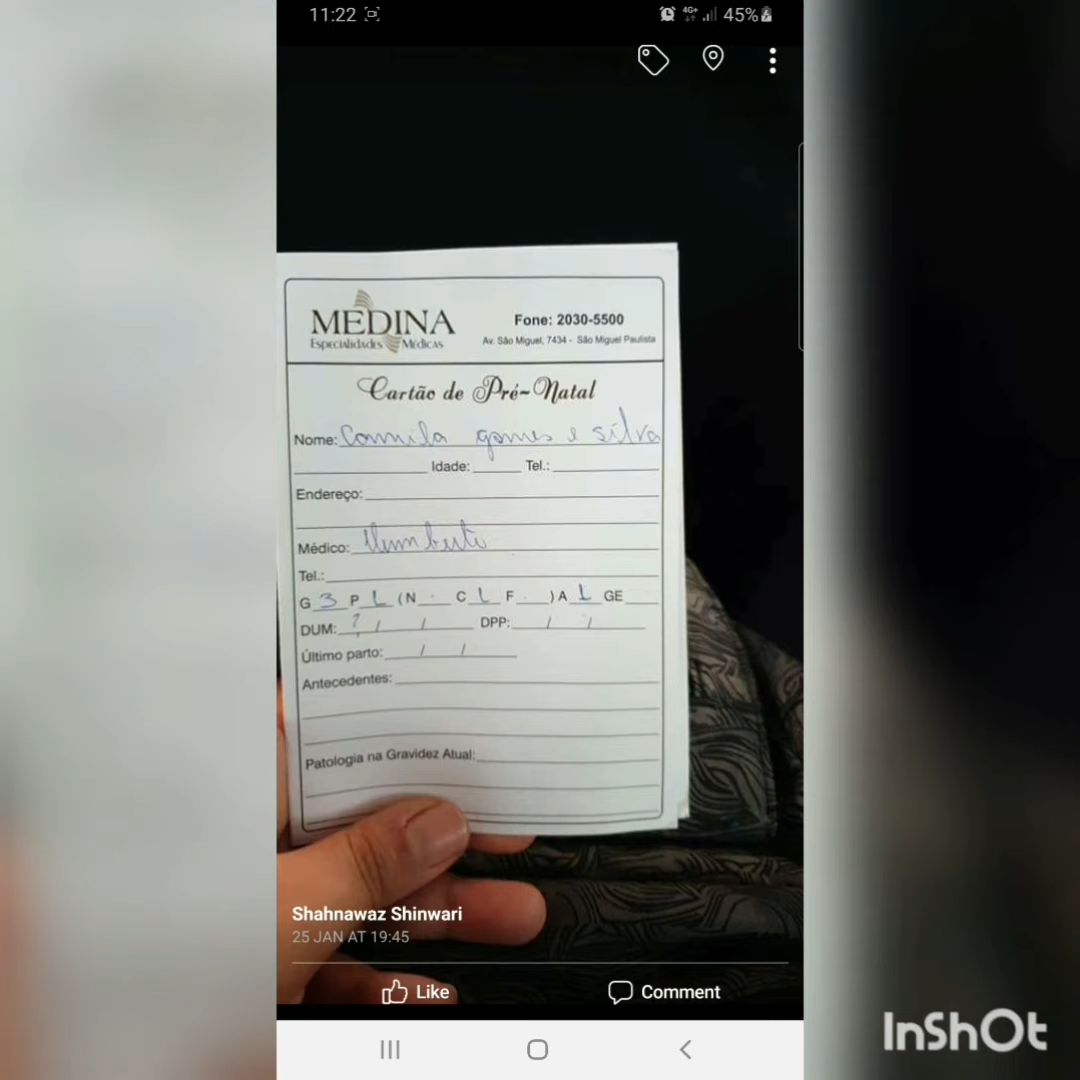 11:22
4G+ 45%
MEDINA
Especialidades Médicas
Fone: 2030-5500
Av. São Miguel, 7434 - São Miguel Paulista
Cartão de Pré-Natal
Nome: Camila gomes e silva
Idade: Tel.:
Endereço:
Médico: Humberto
Tel.:
G 3 P 1 (N C 1 F ) A 1 GE
DUM: ? / / DPP: / /
Último parto: / /
Antecedentes:
Patologia na Gravidez Atual:
Shahnawaz Shinwari
25 JAN AT 19:45
Like Comment
InShOt